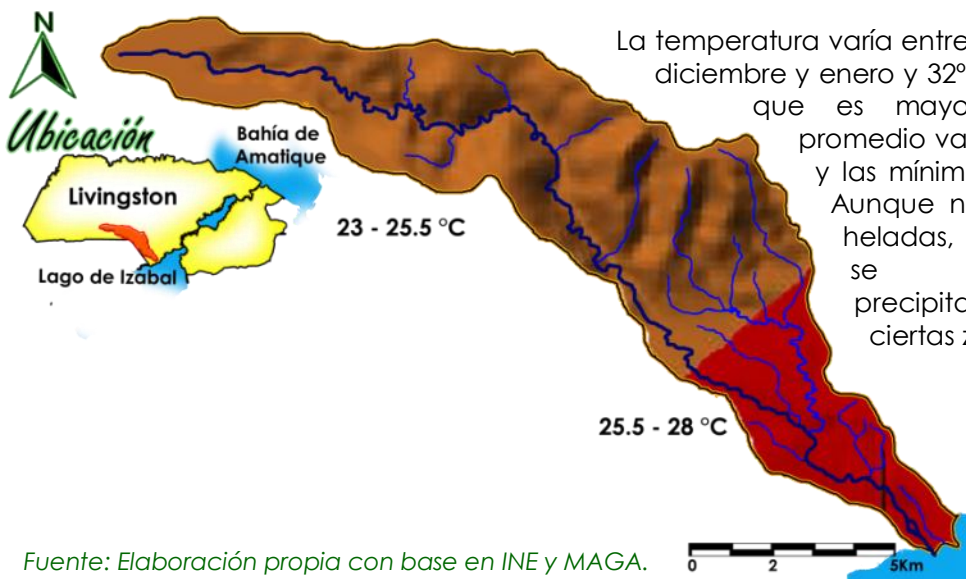 N
Ubicación
Bahía de
Amatique
Livingston
Lago de Izábal
23 - 25.5 °C
25.5 - 28 °C
La temperatura varía entre
diciembre y enero y 32º
que es mayo
promedio va
y las mínim
Aunque n
heladas,
se
precipita
ciertas z
Fuente: Elaboración propia con base en INE y MAGA.
0 2 5Km